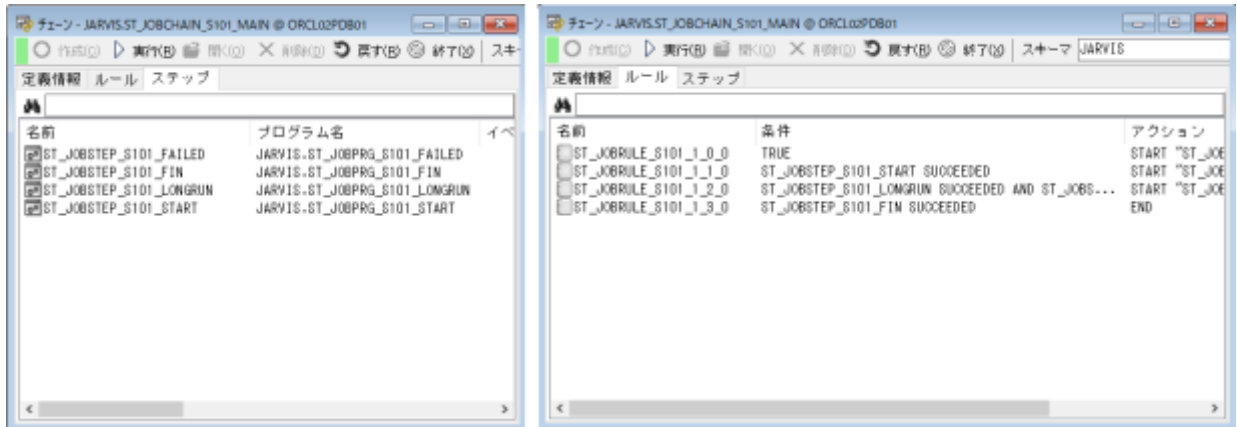 チェーン - JARVIS.ST_JOBCHAIN_S101_MAIN @ ORCL02PDB01
作成(C) 実行(B) 開く(O) 削除(D) 戻す(B) 終了(X) スキー
定義情報 ルール ステップ
名前 プログラム名 イベ
ST_JOBSTEP_S101_FAILED JARVIS.ST_JOBPRG_S101_FAILED
ST_JOBSTEP_S101_FIN JARVIS.ST_JOBPRG_S101_FIN
ST_JOBSTEP_S101_LONGRUN JARVIS.ST_JOBPRG_S101_LONGRUN
ST_JOBSTEP_S101_START JARVIS.ST_JOBPRG_S101_START
チェーン - JARVIS.ST_JOBCHAIN_S101_MAIN @ ORCL02PDB01
作成(C) 実行(B) 開く(O) 削除(D) 戻す(B) 終了(X) スキーマ JARVIS
定義情報 ルール ステップ
名前 条件 アクション
ST_JOBRULE_S101_1_0_0 TRUE START "ST_JOB
ST_JOBRULE_S101_1_1_0 ST_JOBSTEP_S101_START SUCCEEDED START "ST_JOB
ST_JOBRULE_S101_1_2_0 ST_JOBSTEP_S101_LONGRUN SUCCEEDED AND ST_JOBS... START "ST_JOB
ST_JOBRULE_S101_1_3_0 ST_JOBSTEP_S101_FIN SUCCEEDED END